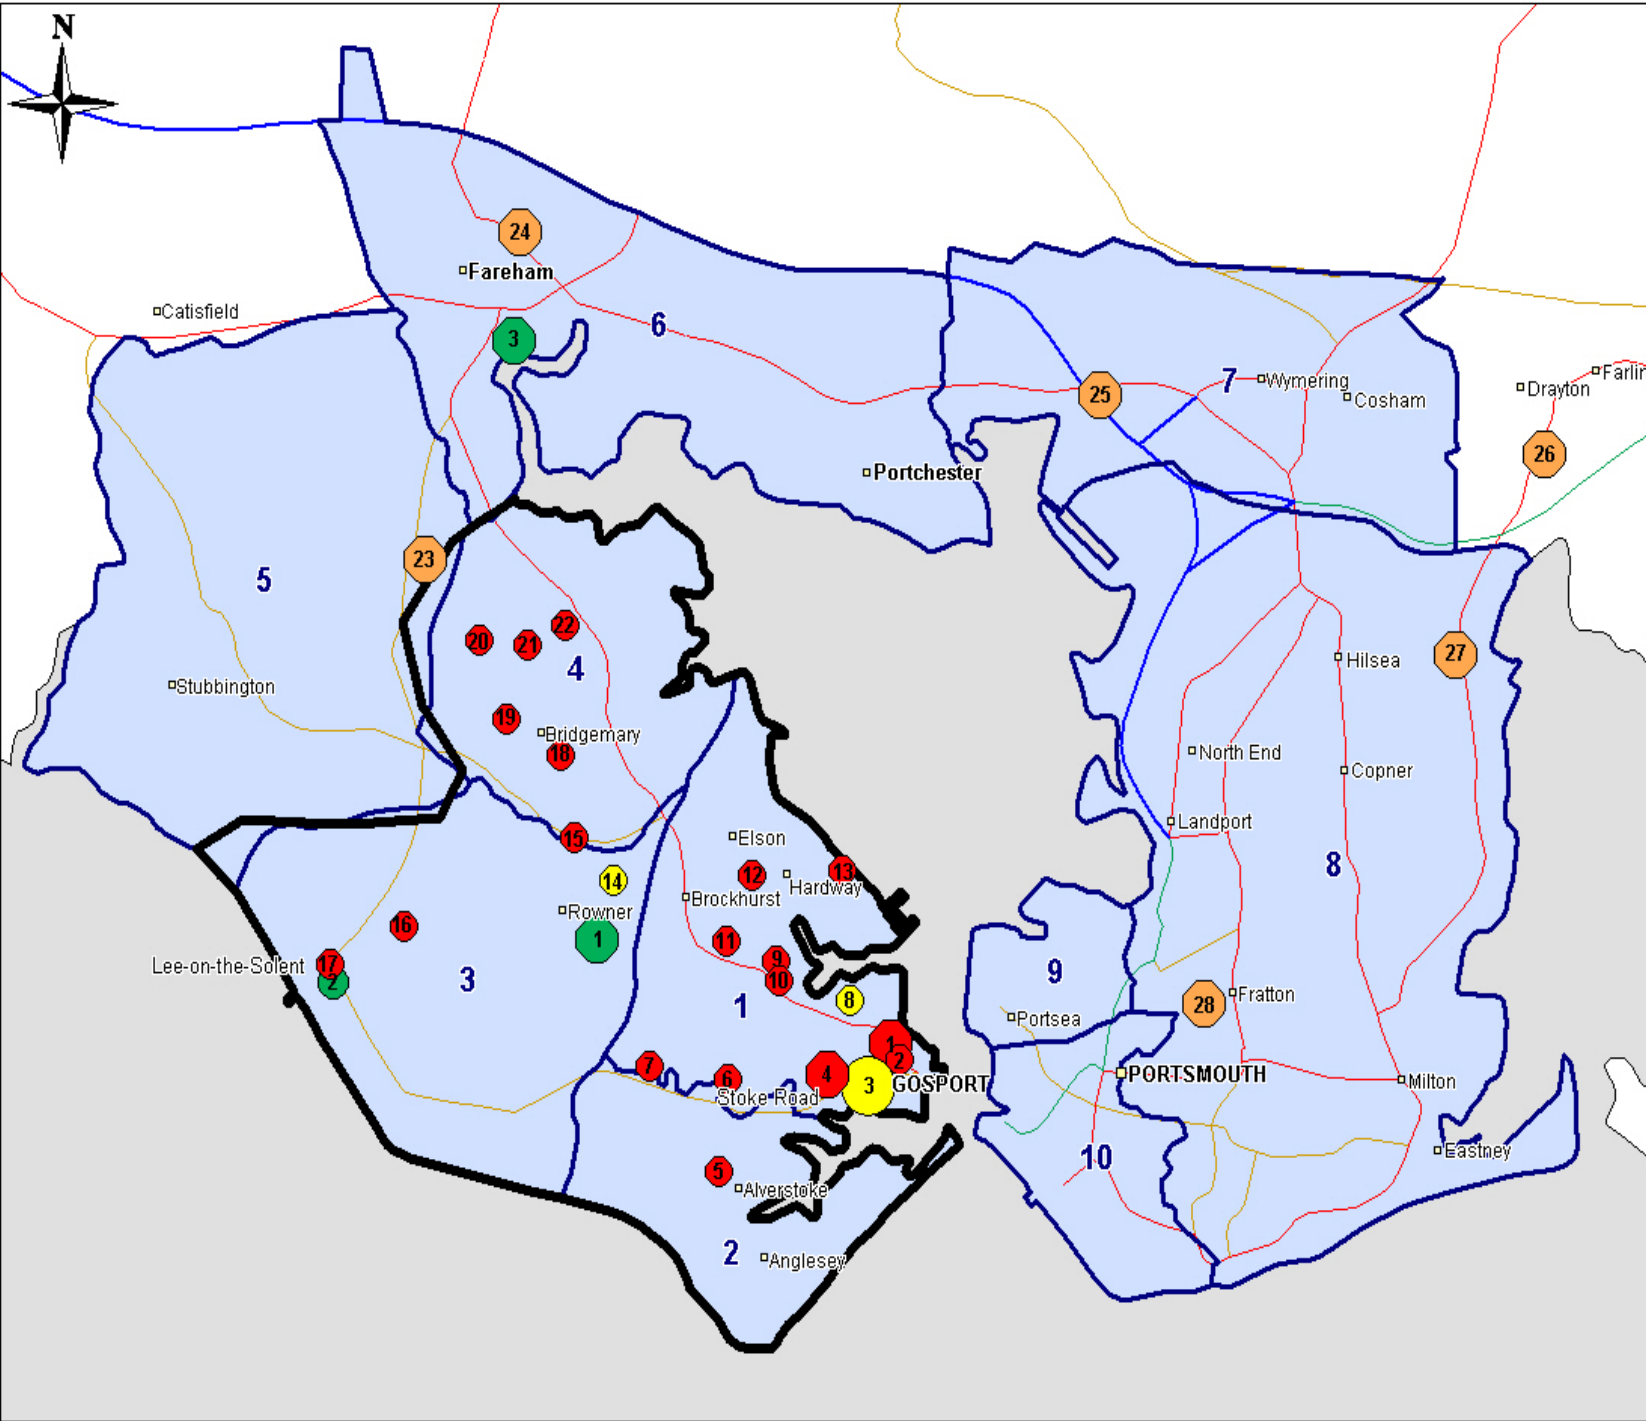 N
24
Fareham
Catisfield
3
6
7
Wymering
25
Cosham
Drayton
Farlin
26
Portchester
23
5
20
21
22
4
Hilsea
27
Stubbington
19
Bridgemary
18
North End
Copner
Landport
15
Elson
14
12
13
Hardway
8
Brockhurst
Rowner
16
1
11
Lee-on-the-Solent
17
2
3
9
10
1
8
9
Portsea
28
Fratton
1
2
7
6
4
3
GOSPORT
Stoke Road
PORTSMOUTH
Milton
5
Alverstoke
10
Eastney
2
Anglesey